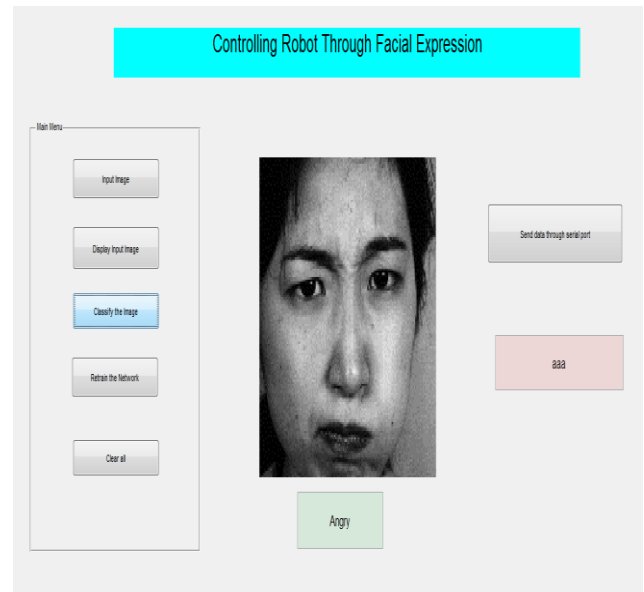 Controlling Robot Through Facial Expression
Main Menu
Input Image
Display Input Image
Classify the Image
Retrain the Network
Clear all
Send data through serial port
aaa
Angry